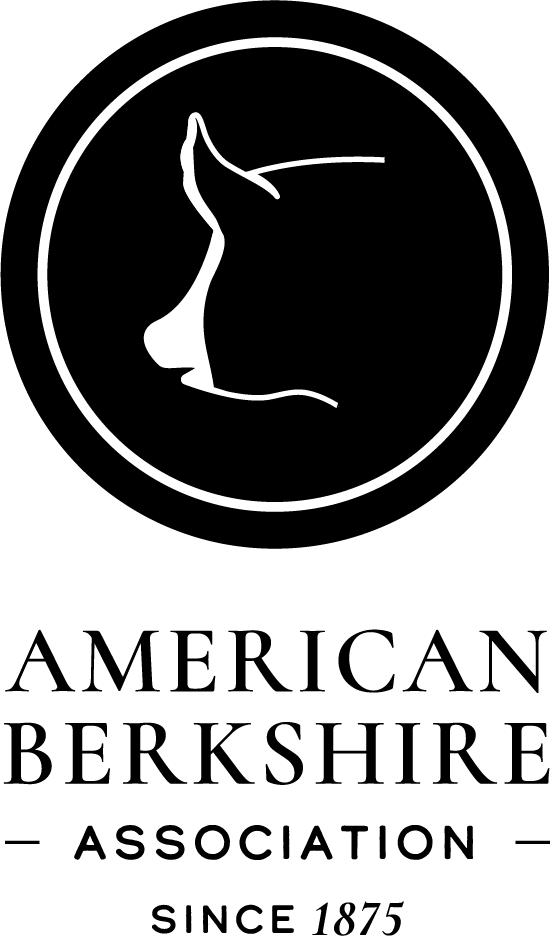 AMERICAN
BERKSHIRE
– ASSOCIATION –
SINCE 1875